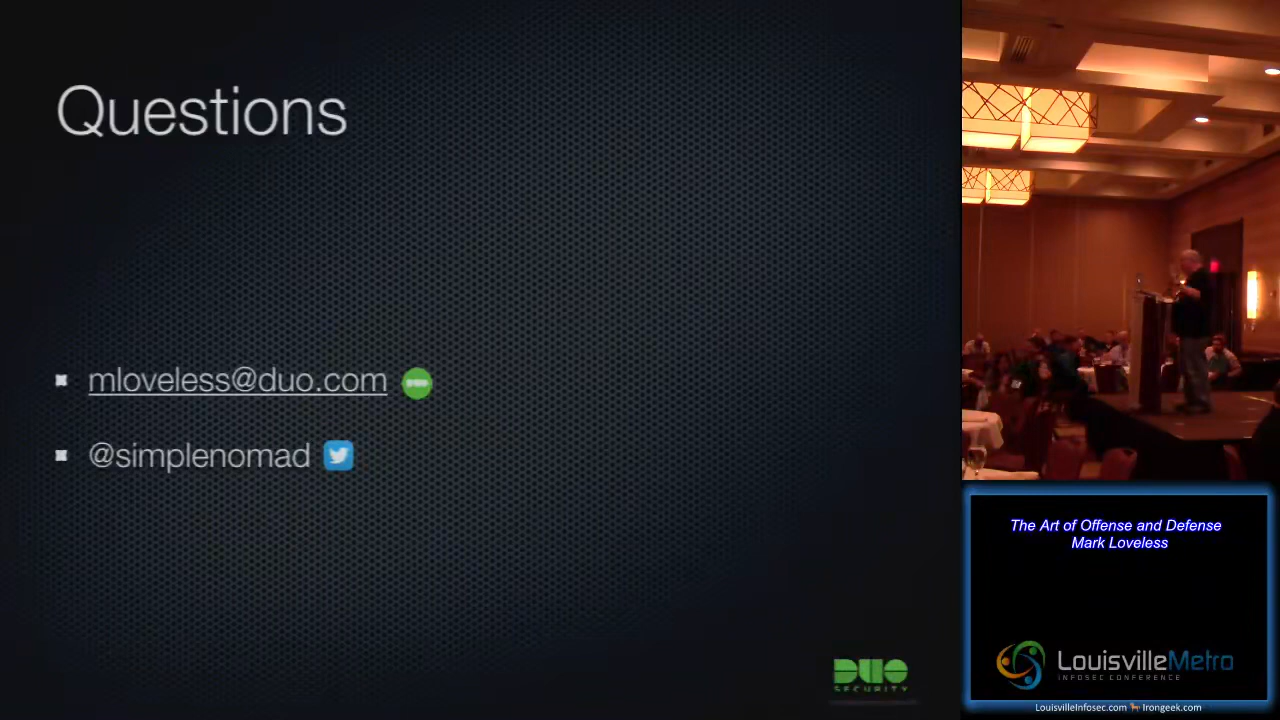 Questions
mloveless@duo.com
@simplenomad
DUO
SECURITY
The Art of Offense and Defense
Mark Loveless
LouisvilleMetro
INFOSEC CONFERENCE
LouisvilleInfosec.com Irongeek.com